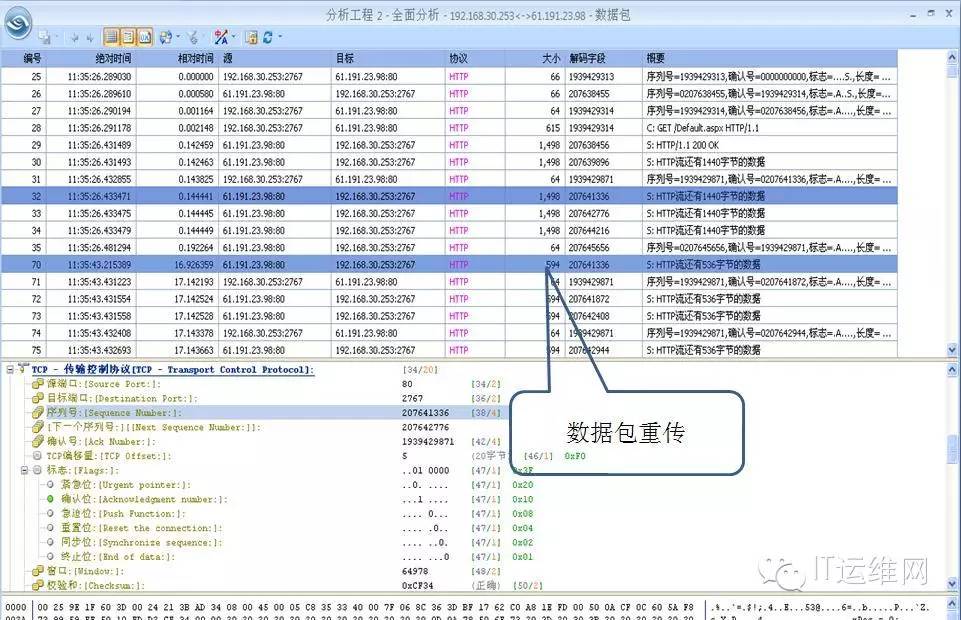 分析工程 2 - 全面分析 - 192.168.30.253<->61.191.23.98 - 数据包
编号 绝对时间 相对时间 源 目标 协议 大小 解码字段 概要
25 11:35:26.289030 0.000000 192.168.30.253:2767 61.191.23.98:80 HTTP 66 1939429313 序列号=1939429313,确认号=0000000000,标志=....S.,长度= ...
26 11:35:26.289610 0.000580 61.191.23.98:80 192.168.30.253:2767 HTTP 66 207638455 序列号=0207638455,确认号=1939429314,标志=.A..S.,长度= ...
27 11:35:26.290194 0.001164 192.168.30.253:2767 61.191.23.98:80 HTTP 64 1939429314 序列号=1939429314,确认号=0207638456,标志=.A....,长度= ...
28 11:35:26.291178 0.002148 192.168.30.253:2767 61.191.23.98:80 HTTP 615 1939429314 C: GET /Default.aspx HTTP/1.1
29 11:35:26.431489 0.142459 61.191.23.98:80 192.168.30.253:2767 HTTP 1,498 207638456 S: HTTP/1.1 200 OK
30 11:35:26.431493 0.142463 61.191.23.98:80 192.168.30.253:2767 HTTP 1,498 207639896 S: HTTP流还有1440字节的数据
31 11:35:26.432855 0.143825 192.168.30.253:2767 61.191.23.98:80 HTTP 64 1939429871 序列号=1939429871,确认号=0207641336,标志=.A....,长度= ...
32 11:35:26.433471 0.144441 61.191.23.98:80 192.168.30.253:2767 HTTP 1,498 207641336 S: HTTP流还有1440字节的数据
33 11:35:26.433475 0.144445 61.191.23.98:80 192.168.30.253:2767 HTTP 1,498 207642776 S: HTTP流还有1440字节的数据
34 11:35:26.433479 0.144449 61.191.23.98:80 192.168.30.253:2767 HTTP 1,498 207644216 S: HTTP流还有1440字节的数据
35 11:35:26.481294 0.192264 61.191.23.98:80 192.168.30.253:2767 HTTP 64 207645656 序列号=0207645656,确认号=1939429871,标志=.A....,长度= ...
70 11:35:43.215389 16.926359 61.191.23.98:80 192.168.30.253:2767 HTTP 594 207641336 S: HTTP流还有536字节的数据
71 11:35:43.431223 17.142193 192.168.30.253:2767 61.191.23.98:80 HTTP 64 1939429871 序列号=1939429871,确认号=0207641872,标志=.A....,长度= ...
72 11:35:43.431554 17.142524 61.191.23.98:80 192.168.30.253:2767 HTTP 594 207641872 S: HTTP流还有536字节的数据
73 11:35:43.431558 17.142528 61.191.23.98:80 192.168.30.253:2767 HTTP 594 207642408 S: HTTP流还有536字节的数据
74 11:35:43.432408 17.143378 192.168.30.253:2767 61.191.23.98:80 HTTP 64 1939429871 序列号=1939429871,确认号=0207642944,标志=.A....,长度= ...
75 11:35:43.432693 17.143663 61.191.23.98:80 192.168.30.253:2767 HTTP 594 207642944 S: HTTP流还有536字节的数据
TCP - 传输控制协议[TCP - Transport Control Protocol]: [34/20]
源端口:[Source Port:]: 80 [34/2]
目标端口:[Destination Port:]: 2767 [36/2]
序列号:[Sequence Number:]: 207641336 [38/4]
[下一个序列号:][[Next Sequence Number:]]: 207642776
确认号:[Ack Number:]: 1939429871 [42/4]
TCP偏移量:[TCP Offset:]: 5 (20字节) [46/1] 0xF0
标志:[Flags:]: ..01 0000 [47/1] 0x3F
紧急位:[Urgent pointer:]: ..0. .... [47/1] 0x20
确认位:[Acknowledgment number:]: ...1 .... [47/1] 0x10
急迫位:[Push Function:]: .... 0... [47/1] 0x08
重置位:[Reset the connection:]: .... .0.. [47/1] 0x04
同步位:[Synchronize sequence:]: .... ..0. [47/1] 0x02
终止位:[End of data:]: .... ...0 [47/1] 0x01
窗口:[Window:]: 64978 [48/2]
校验和:[Checksum:]: 0xCF34 (正确) [50/2]
数据包重传
IT运维网
0000 00 25 9E 1F 60 3D 00 24 21 3B AD 34 08 00 45 00 05 C8 35 33 40 00 7F 06 8C 36 3D BF 17 62 C0 A8 1E FD 00 50 0A CF 0C 60 5A F8